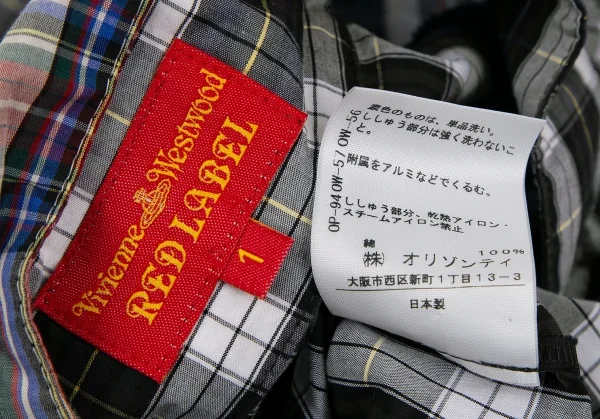 Vivienne Westwood
RED LABEL
1
濃色のものは、単品洗い。
ししゅう部分は強く洗わないこ
と。
附属をアルミなどでくるむ。
ししゅう部分、乾熱アイロン・
スチームアイロン禁止
綿 100%
㈱ オリゾンティ
大阪市西区新町1丁目13-3
日本製
OP-940W-570W-56